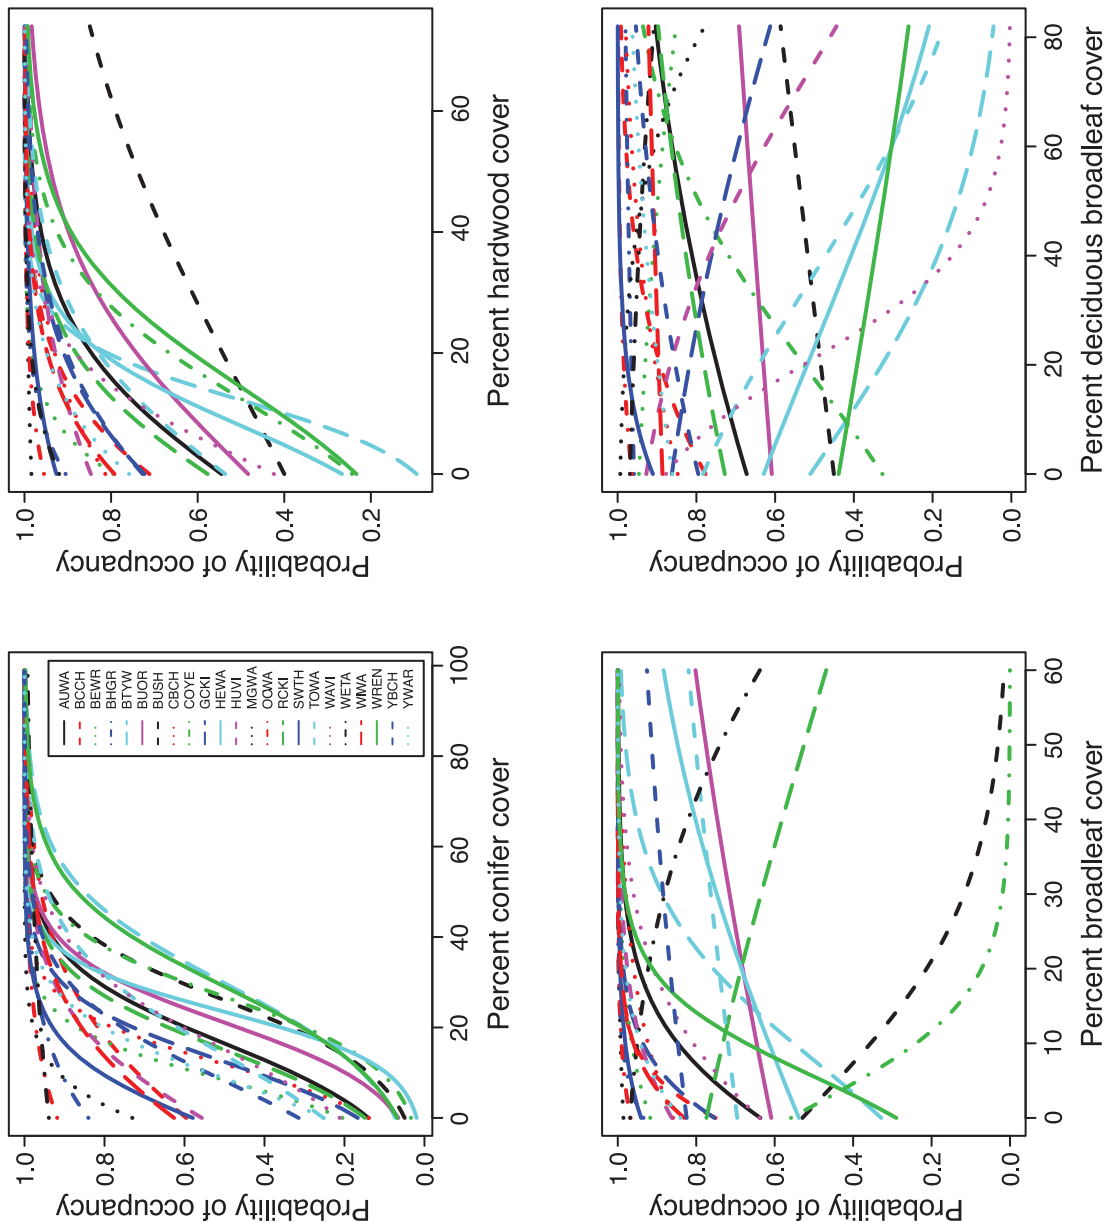 Probability of occupancy
1.0
0.8
0.6
0.4
0.2
0.0
AUWA
BCCH
BEWR
BHGR
BTYW
BUOR
BUSH
CBCH
COYE
GCKI
HEWA
HUVI
MGWA
OCWA
RCKI
SWTH
TOWA
WAVI
WETA
WIWA
WREN
YBCH
YWAR
0 20 40 60 80 100
Percent conifer cover
Probability of occupancy
1.0
0.8
0.6
0.4
0.2
0 20 40 60
Percent hardwood cover
Probability of occupancy
1.0
0.8
0.6
0.4
0.2
0.0
0 10 20 30 40 50 60
Percent broadleaf cover
Probability of occupancy
1.0
0.8
0.6
0.4
0.2
0.0
0 20 40 60 80
Percent deciduous broadleaf cover